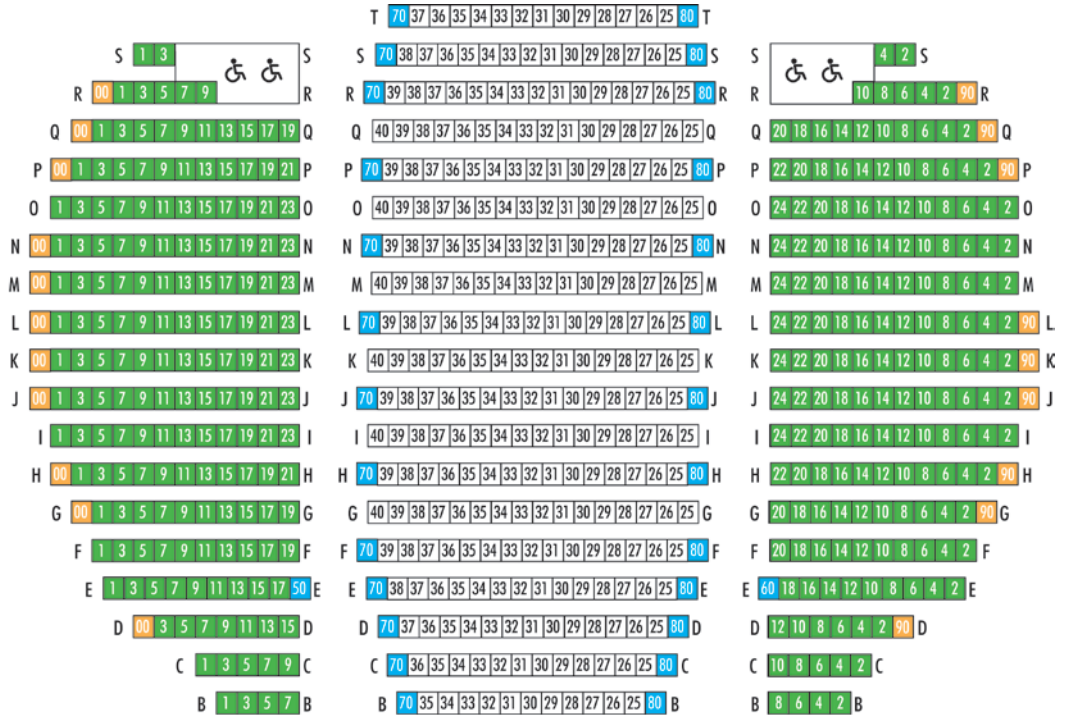 T 70 37 36 35 34 33 32 31 30 29 28 27 26 25 80 T
S 1 3 S S 70 38 37 36 35 34 33 32 31 30 29 28 27 26 25 80 S S 4 2 S
R 00 1 3 5 7 9 R R 70 39 38 37 36 35 34 33 32 31 30 29 28 27 26 25 80 R R 10 8 6 4 2 90 R
Q 00 1 3 5 7 9 11 13 15 17 19 Q Q 40 39 38 37 36 35 34 33 32 31 30 29 28 27 26 25 Q Q 20 18 16 14 12 10 8 6 4 2 90 Q
P 00 1 3 5 7 9 11 13 15 17 19 21 P P 70 39 38 37 36 35 34 33 32 31 30 29 28 27 26 25 80 P P 22 20 18 16 14 12 10 8 6 4 2 90 P
O 1 3 5 7 9 11 13 15 17 19 21 23 O O 40 39 38 37 36 35 34 33 32 31 30 29 28 27 26 25 O O 24 22 20 18 16 14 12 10 8 6 4 2 O
N 00 1 3 5 7 9 11 13 15 17 19 21 23 N N 70 39 38 37 36 35 34 33 32 31 30 29 28 27 26 25 80 N N 24 22 20 18 16 14 12 10 8 6 4 2 N
M 00 1 3 5 7 9 11 13 15 17 19 21 23 M M 40 39 38 37 36 35 34 33 32 31 30 29 28 27 26 25 M M 24 22 20 18 16 14 12 10 8 6 4 2 M
L 00 1 3 5 7 9 11 13 15 17 19 21 23 L L 70 39 38 37 36 35 34 33 32 31 30 29 28 27 26 25 80 L L 24 22 20 18 16 14 12 10 8 6 4 2 90 L
K 00 1 3 5 7 9 11 13 15 17 19 21 23 K K 40 39 38 37 36 35 34 33 32 31 30 29 28 27 26 25 K K 24 22 20 18 16 14 12 10 8 6 4 2 90 K
J 00 1 3 5 7 9 11 13 15 17 19 21 23 J J 70 39 38 37 36 35 34 33 32 31 30 29 28 27 26 25 80 J J 24 22 20 18 16 14 12 10 8 6 4 2 90 J
I 1 3 5 7 9 11 13 15 17 19 21 23 I I 40 39 38 37 36 35 34 33 32 31 30 29 28 27 26 25 I I 24 22 20 18 16 14 12 10 8 6 4 2 I
H 00 1 3 5 7 9 11 13 15 17 19 21 H H 70 39 38 37 36 35 34 33 32 31 30 29 28 27 26 25 80 H H 22 20 18 16 14 12 10 8 6 4 2 90 H
G 00 1 3 5 7 9 11 13 15 17 19 G G 40 39 38 37 36 35 34 33 32 31 30 29 28 27 26 25 G G 20 18 16 14 12 10 8 6 4 2 90 G
F 1 3 5 7 9 11 13 15 17 19 F F 70 39 38 37 36 35 34 33 32 31 30 29 28 27 26 25 80 F F 20 18 16 14 12 10 8 6 4 2 F
E 1 3 5 7 9 11 13 15 17 50 E E 70 38 37 36 35 34 33 32 31 30 29 28 27 26 25 80 E E 60 18 16 14 12 10 8 6 4 2 E
D 00 3 5 7 9 11 13 15 D D 70 37 36 35 34 33 32 31 30 29 28 27 26 25 80 D D 12 10 8 6 4 2 90 D
C 1 3 5 7 9 C C 70 36 35 34 33 32 31 30 29 28 27 26 25 80 C C 10 8 6 4 2 C
B 1 3 5 7 B B 70 35 34 33 32 31 30 29 28 27 26 25 80 B B 8 6 4 2 B